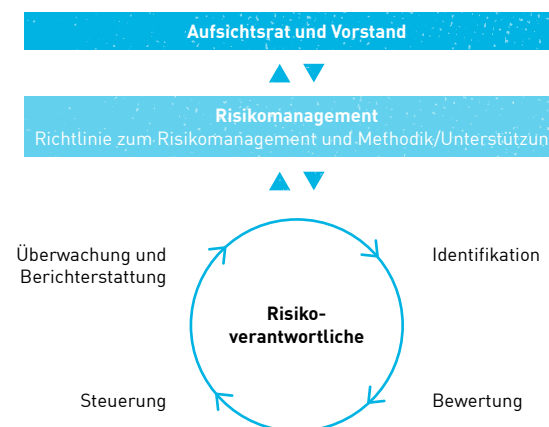 Aufsichtsrat und Vorstand
Risikomanagement
Richtlinie zum Risikomanagement und Methodik/Unterstützun
Überwachung und
Berichterstattung
Identifikation
Risiko-
verantwortliche
Steuerung
Bewertung